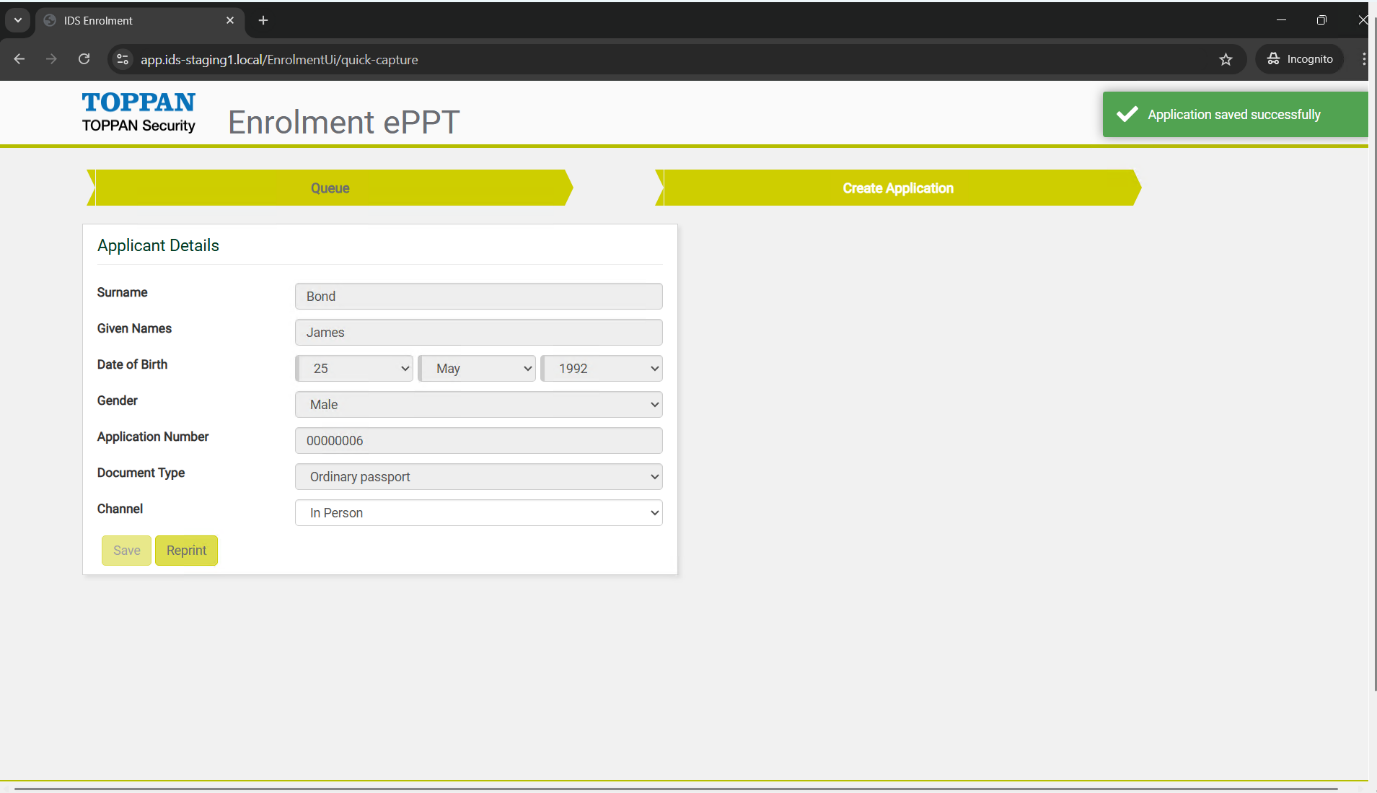 IDS Enrolment
app.ids-staging1.local/EnrolmentUi/quick-capture
Incognito
TOPPAN
TOPPAN Security
Enrolment ePPT
Application saved successfully
Queue
Create Application
Applicant Details
Surname
Bond
Given Names
James
Date of Birth
25 May 1992
Gender
Male
Application Number
00000006
Document Type
Ordinary passport
Channel
In Person
Save Reprint